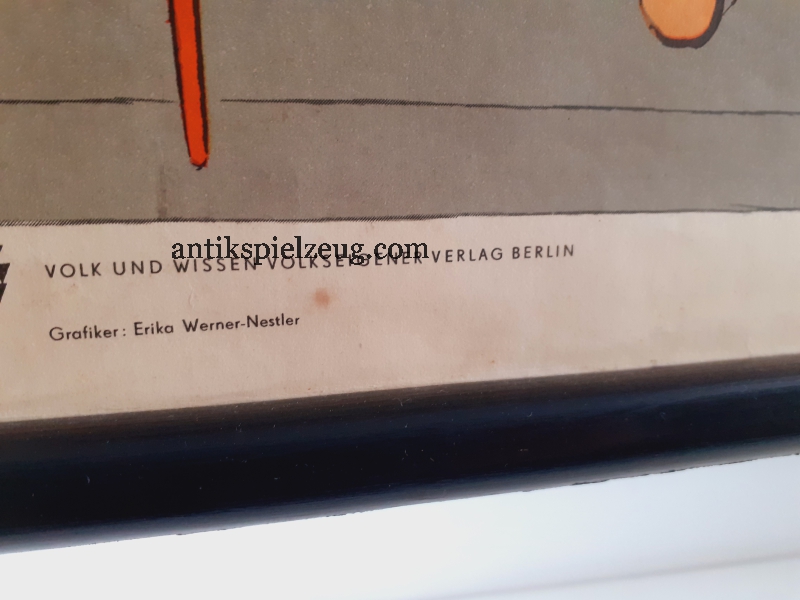 antikspielzeug.com
VOLK UND WISSEN VOLKSEIGENER VERLAG BERLIN
Grafiker: Erika Werner-Nestler